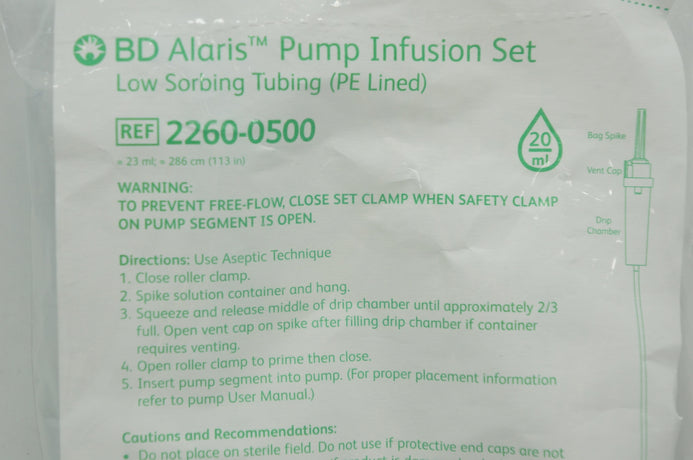 BD Alaris™ Pump Infusion Set
Low Sorbing Tubing (PE Lined)
REF 2260-0500
≈ 23 ml; ≈ 286 cm (113 in)
20
ml
Bag Spike
Vent Cap
Drip
Chamber
WARNING:
TO PREVENT FREE-FLOW, CLOSE SET CLAMP WHEN SAFETY CLAMP
ON PUMP SEGMENT IS OPEN.
Directions: Use Aseptic Technique
1. Close roller clamp.
2. Spike solution container and hang.
3. Squeeze and release middle of drip chamber until approximately 2/3
full. Open vent cap on spike after filling drip chamber if container
requires venting.
4. Open roller clamp to prime then close.
5. Insert pump segment into pump. (For proper placement information
refer to pump User Manual.)
Cautions and Recommendations:
• Do not place on sterile field. Do not use if protective end caps are not